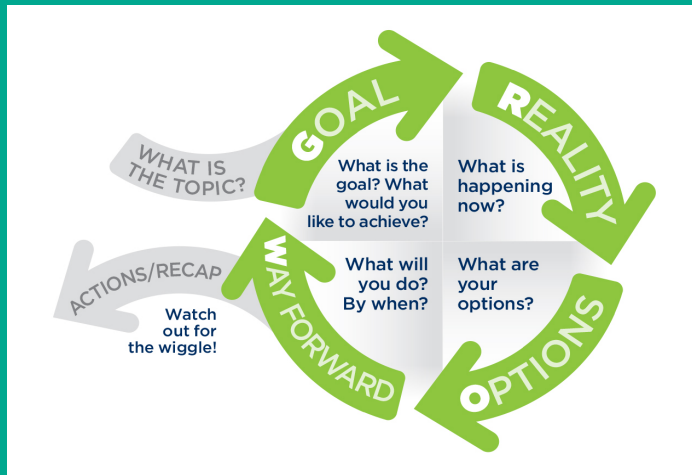 WHAT IS
THE TOPIC?
GOAL
What is the
goal? What
would you
like to achieve?
REALITY
What is
happening
now?
OPTIONS
What are
your
options?
WAY FORWARD
What will
you do?
By when?
ACTIONS/RECAP
Watch
out for
the wiggle!